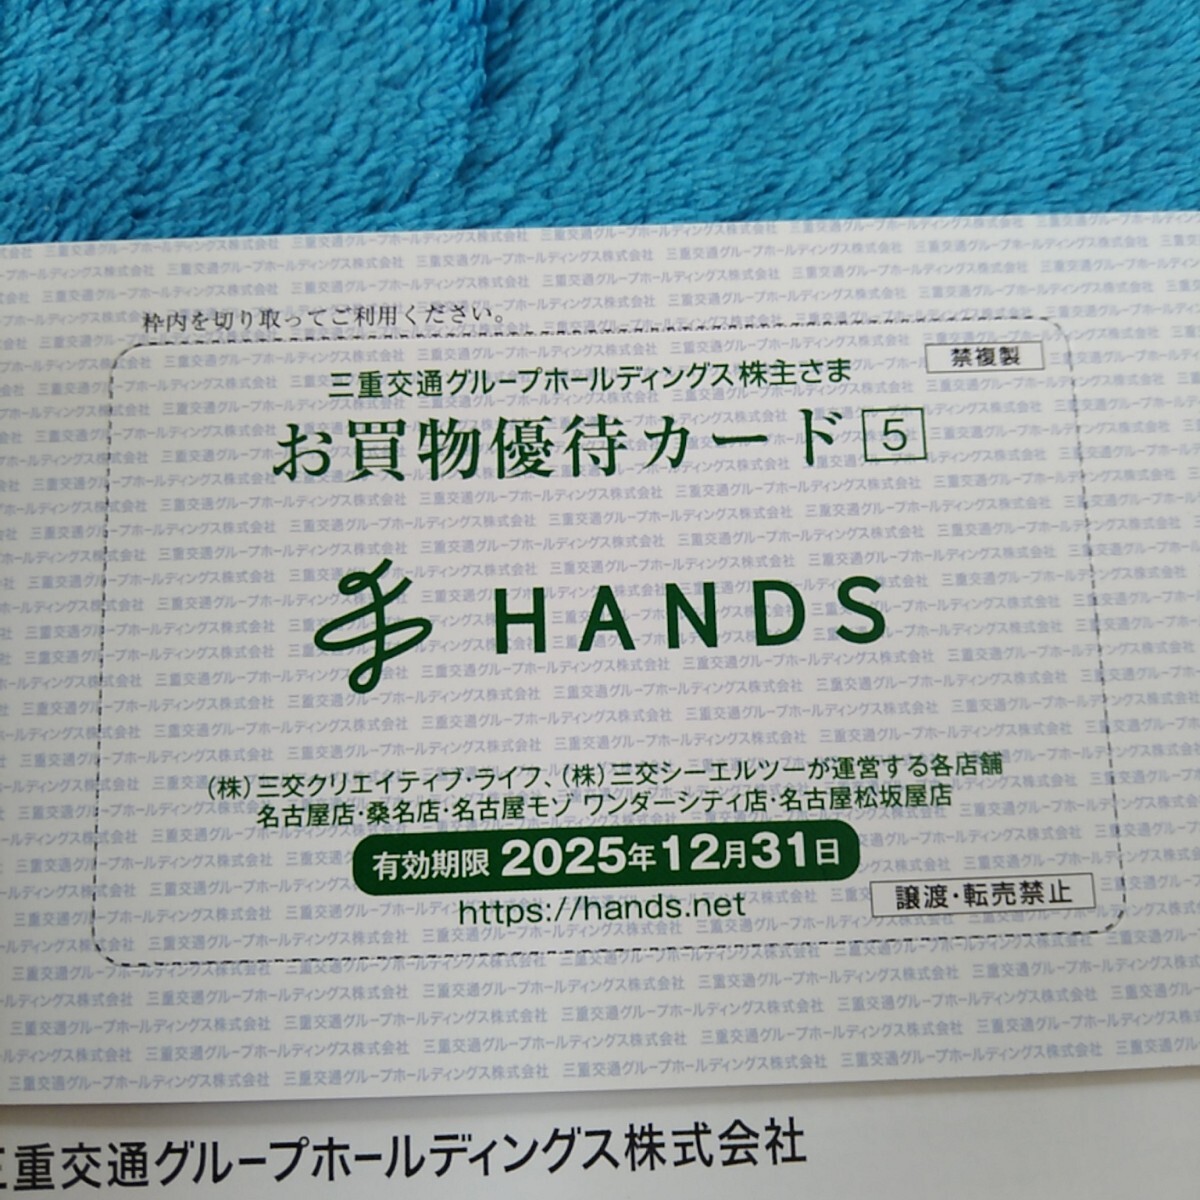 枠内を切り取ってご利用ください。
禁複製
三重交通グループホールディングス 株主さま
お買物優待カード 5
HANDS
(株)三交クリエイティブ・ライフ、(株)三交シーエルツーが運営する各店舗
名古屋店・桑名店・名古屋モゾ ワンダーシティ店・名古屋松坂屋店
有効期限 2025年12月31日
譲渡・転売禁止
https://hands.net
三重交通グループホールディングス株式会社